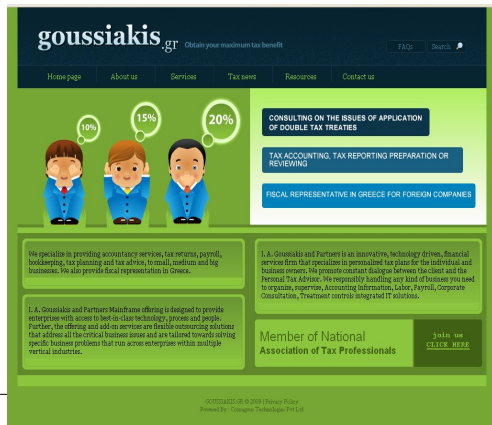 goussiakis.gr Obtain your maximum tax benefit
FAQs Search
Home page About us Services Tax news Resources Contact us
10% 15% 20%
CONSULTING ON THE ISSUES OF APPLICATION
OF DOUBLE TAX TREATIES
TAX ACCOUNTING, TAX REPORTING PREPARATION OR
REVIEWING
FISCAL REPRESENTATIVE IN GREECE FOR FOREIGN COMPANIES
We specialize in providing accountancy services, tax returns, payroll,
bookkeeping, tax planning and tax advice, to small, medium and big
businesses. We also provide fiscal representation in Greece.
I. A. Goussiakis and Partners Mainframe offering is designed to provide
enterprises with access to best-in-class technology, process and people.
Further, the offering and add-on services are flexible outsourcing solutions
that address all the critical business issues and are tailored towards solving
specific business problems that run across enterprises within multiple
vertical industries.
I. A. Goussiakis and Partners is an innovative, technology drives, financial
services firm that specializes in personalized tax plans for the individual and
business owners. We promote constant dialogue between the client and the
Personal Tax Advisor. We responsibly handling any kind of business you need
to organize, supervise, Accounting Information, Labor, Payroll, Corporate
Consultation, Treatment controls integrated IT solutions.
Member of National
Association of Tax Professionals
join us
CLICK HERE
GOUSSIAKIS.GR © 2009 | Privacy Policy
Powered By : Cosmogon Technologies Pvt Ltd